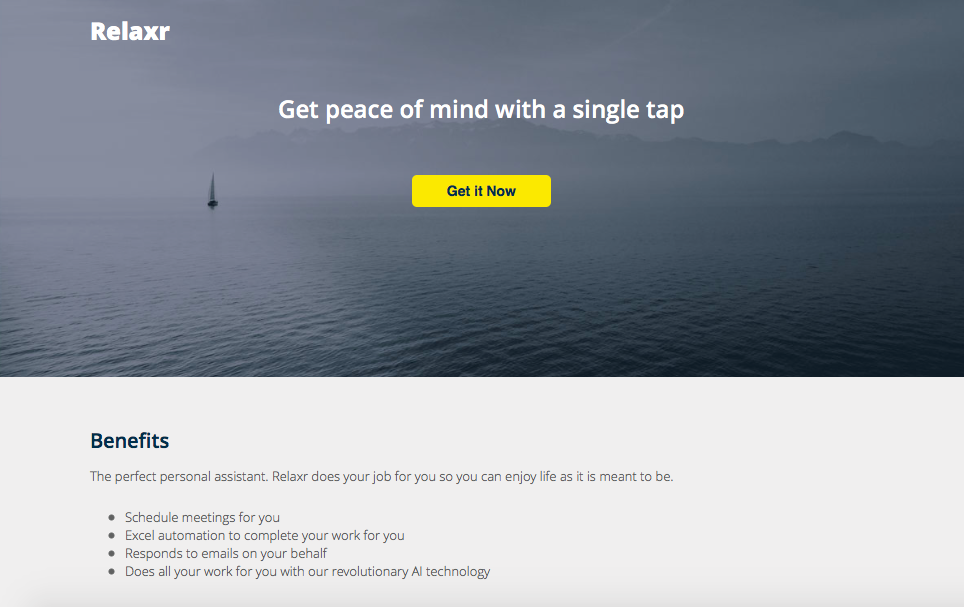 Relaxr
Get peace of mind with a single tap
Get it Now
Benefits
The perfect personal assistant. Relaxr does your job for you so you can enjoy life as it is meant to be.
Schedule meetings for you
Excel automation to complete your work for you
Responds to emails on your behalf
Does all your work for you with our revolutionary AI technology